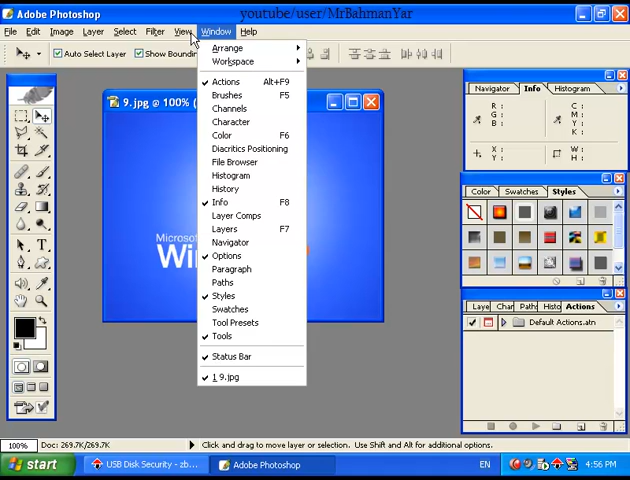 Adobe Photoshop
youtube/user/MrBahmanYar
File Edit Image Layer Select Filter View Window Help
Auto Select Layer
Show Boundin
Arrange
Workspace
Actions Alt+F9
Brushes F5
Channels
Character
Color F6
Diacritics Positioning
File Browser
Histogram
History
Info F8
Layer Comps
Layers F7
Navigator
Options
Paragraph
Paths
Styles
Swatches
Tool Presets
Tools
Status Bar
1 9.jpg
9.jpg @ 100% (
Microso
Wi
Navigator Info Histogram
R : C :
G : M :
B : Y :
K :
X : W :
Y : H :
Color Swatches Styles
Laye Chan Paths Histo Actions
Default Actions.atn
100% Doc: 269.7K/269.7K Click and drag to move layer or selection. Use Shift and Alt for additional options.
start USB Disk Security - zb... Adobe Photoshop EN 4:56 PM